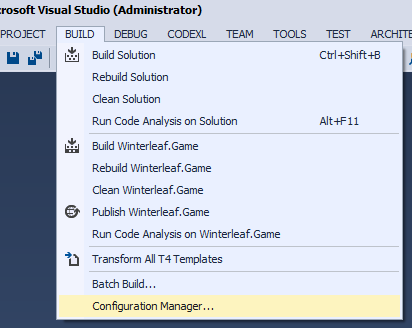 crosoft Visual Studio (Administrator)
PROJECT BUILD DEBUG CODEXL TEAM TOOLS TEST ARCHITE
Build Solution Ctrl+Shift+B
Rebuild Solution
Clean Solution
Run Code Analysis on Solution Alt+F11
Build Winterleaf.Game
Rebuild Winterleaf.Game
Clean Winterleaf.Game
Publish Winterleaf.Game
Run Code Analysis on Winterleaf.Game
Transform All T4 Templates
Batch Build...
Configuration Manager...